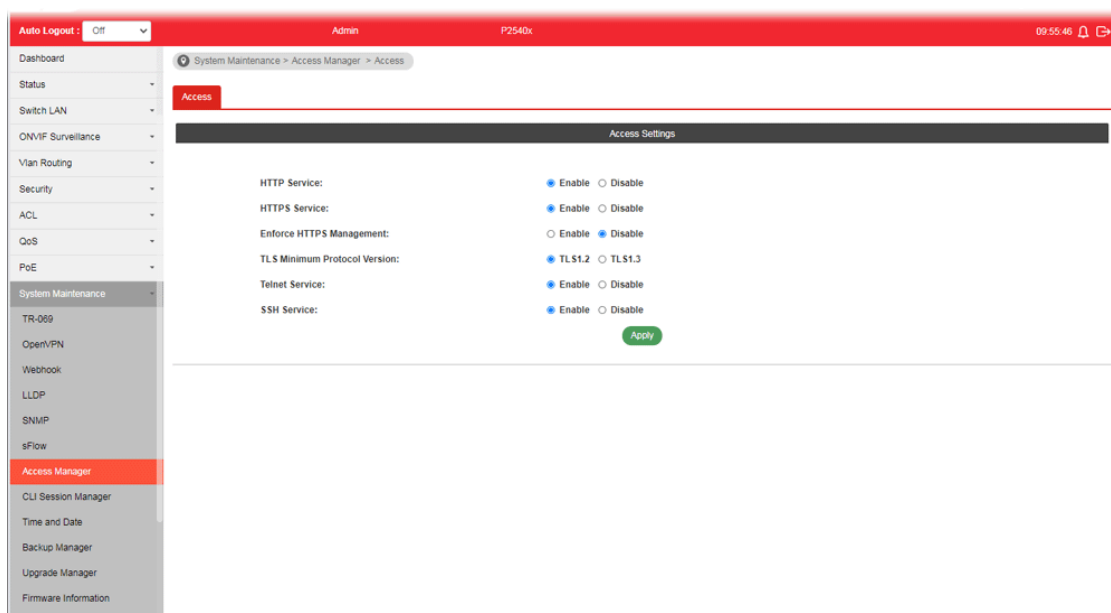 Auto Logout : Off Admin P2540x 09:55:46
Dashboard
Status
Switch LAN
ONVIF Surveillance
Vlan Routing
Security
ACL
QoS
PoE
System Maintenance
TR-069
OpenVPN
Webhook
LLDP
SNMP
sFlow
Access Manager
CLI Session Manager
Time and Date
Backup Manager
Upgrade Manager
Firmware Information
System Maintenance > Access Manager > Access
Access
Access Settings
HTTP Service: Enable Disable
HTTPS Service: Enable Disable
Enforce HTTPS Management: Enable Disable
TLS Minimum Protocol Version: TLS1.2 TLS1.3
Telnet Service: Enable Disable
SSH Service: Enable Disable
Apply